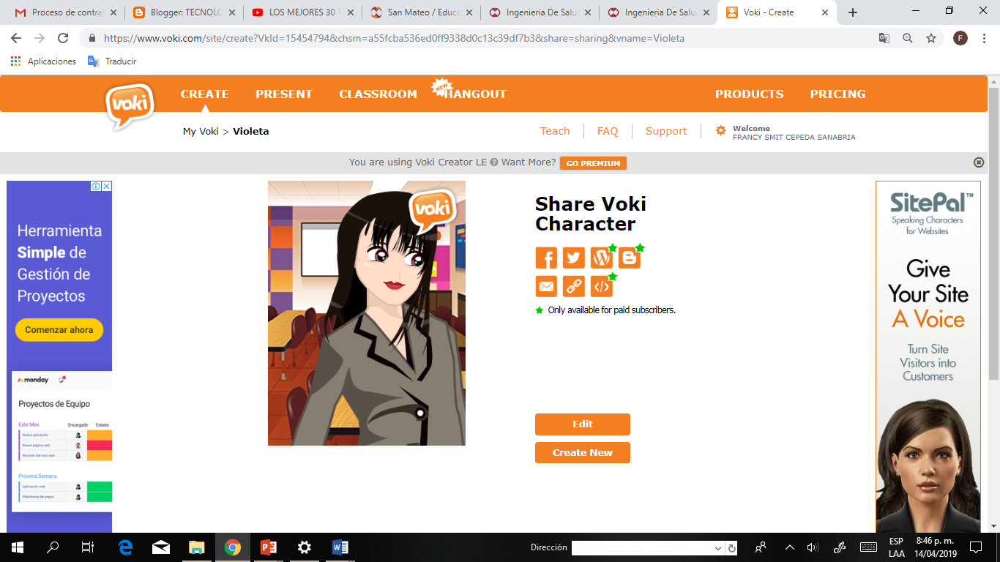 Proceso de contrat
Blogger: TECNOLO
LOS MEJORES 30 T
San Mateo / Educa
Ingenieria De Salu
Ingenieria De Salu
Voki - Create
https://www.voki.com/site/create?VkId=15454794&chsm=a55fcba536ed0ff9338d0c13c39df7b3&share=sharing&vname=Violeta
F
Aplicaciones
Traducir
voki
CREATE
PRESENT
CLASSROOM
NEW
HANGOUT
PRODUCTS
PRICING
My Voki > Violeta
Teach
FAQ
Support
Welcome
FRANCY SMIT CEPEDA SANABRIA
You are using Voki Creator LE ? Want More? GO PREMIUM
Herramienta
Simple de
Gestión de
Proyectos
Comenzar ahora
monday
Proyectos de Equipo
Este Mes
Encargado
Estado
Nueva aplicación
Nueva página web
Revisión del sitio web
Próxima Semana
Aplicación web
Plataforma de pagos
voki
Share Voki
Character
Only available for paid subscribers.
Edit
Create New
SitePal™
Speaking Characters
for Websites
Give
Your Site
A Voice
Turn Site
Visitors into
Customers
Dirección
ESP
LAA
8:46 p. m.
14/04/2019